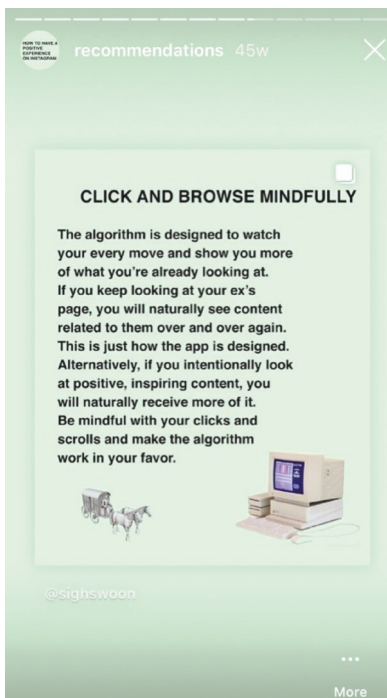 HOW TO HAVE A
POSITIVE
EXPERIENCE
ON INSTAGRAM
recommendations 45w
CLICK AND BROWSE MINDFULLY
The algorithm is designed to watch
your every move and show you more
of what you're already looking at.
If you keep looking at your ex's
page, you will naturally see content
related to them over and over again.
This is just how the app is designed.
Alternatively, if you intentionally look
at positive, inspiring content, you
will naturally receive more of it.
Be mindful with your clicks and
scrolls and make the algorithm
work in your favor.
@sighswoon
More